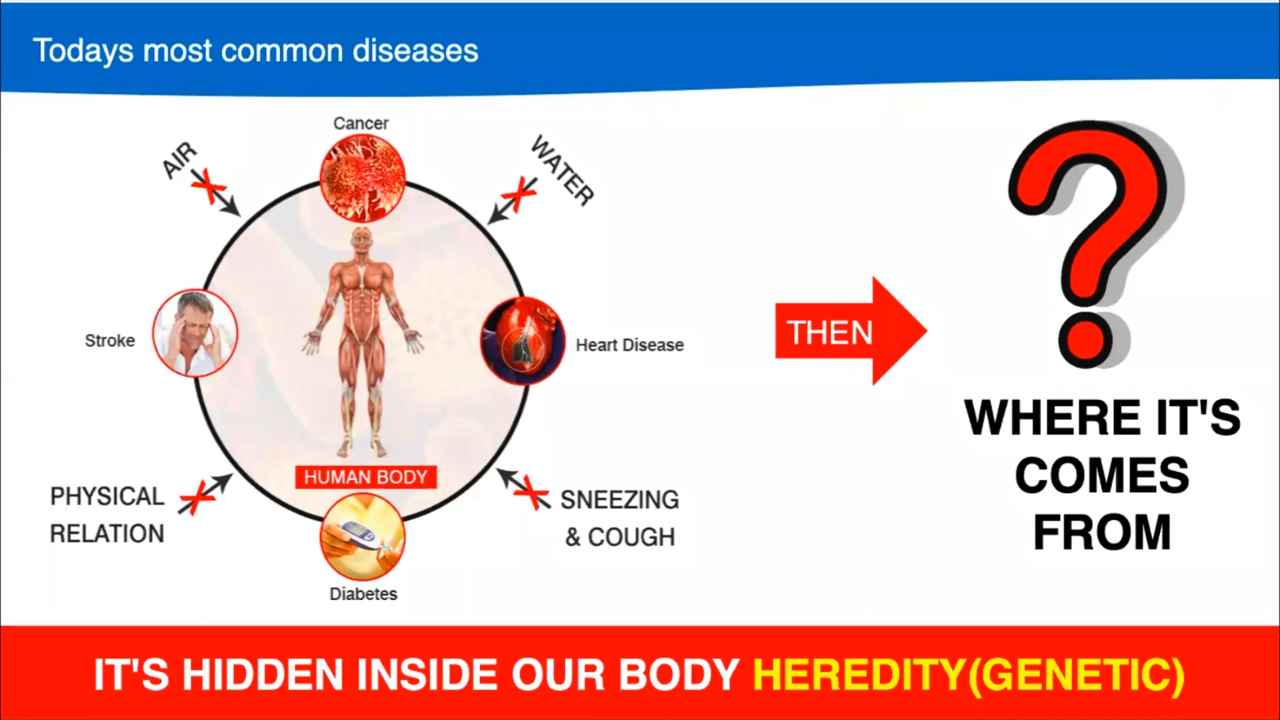 Todays most common diseases
Cancer
AIR
WATER
Stroke
Heart Disease
THEN
WHERE IT'S
COMES
FROM
HUMAN BODY
PHYSICAL
RELATION
SNEEZING
& COUGH
Diabetes
IT'S HIDDEN INSIDE OUR BODY HEREDITY(GENETIC)